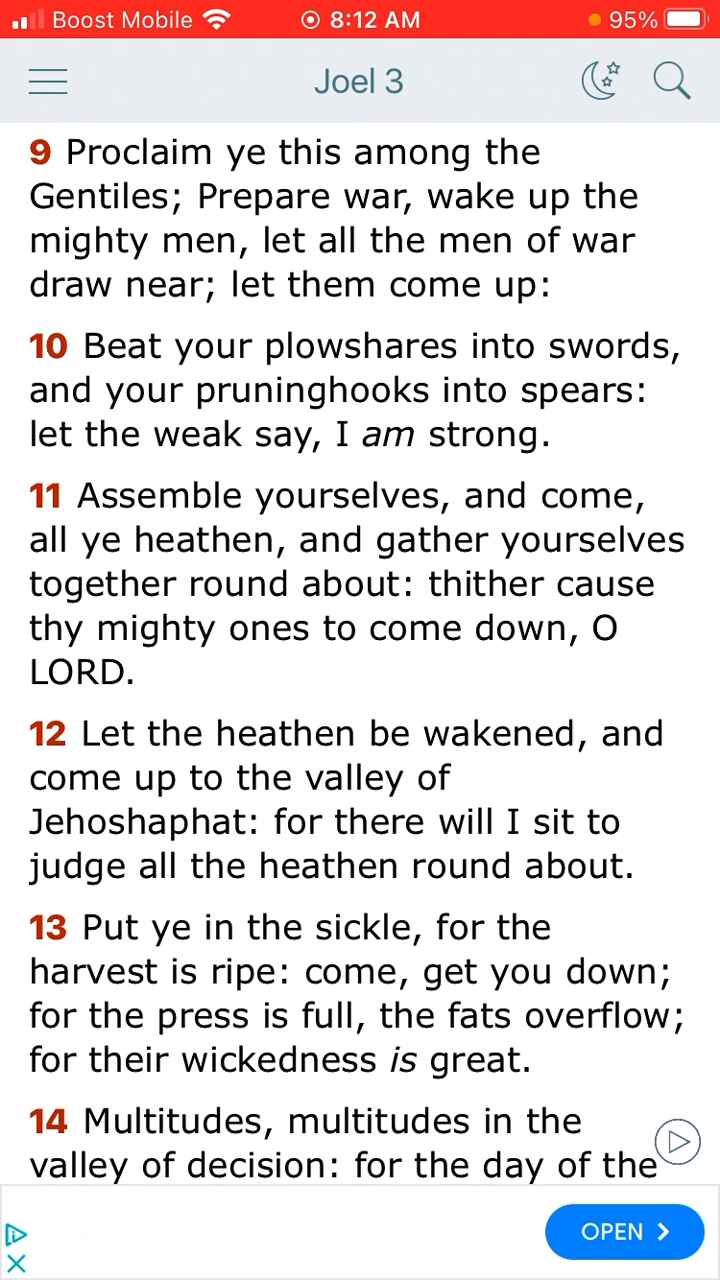 Boost Mobile 8:12 AM 95%
Joel 3
9 Proclaim ye this among the
Gentiles; Prepare war, wake up the
mighty men, let all the men of war
draw near; let them come up:
10 Beat your plowshares into swords,
and your pruninghooks into spears:
let the weak say, I am strong.
11 Assemble yourselves, and come,
all ye heathen, and gather yourselves
together round about: thither cause
thy mighty ones to come down, O
LORD.
12 Let the heathen be wakened, and
come up to the valley of
Jehoshaphat: for there will I sit to
judge all the heathen round about.
13 Put ye in the sickle, for the
harvest is ripe: come, get you down;
for the press is full, the fats overflow;
for their wickedness is great.
14 Multitudes, multitudes in the
valley of decision: for the day of the
OPEN